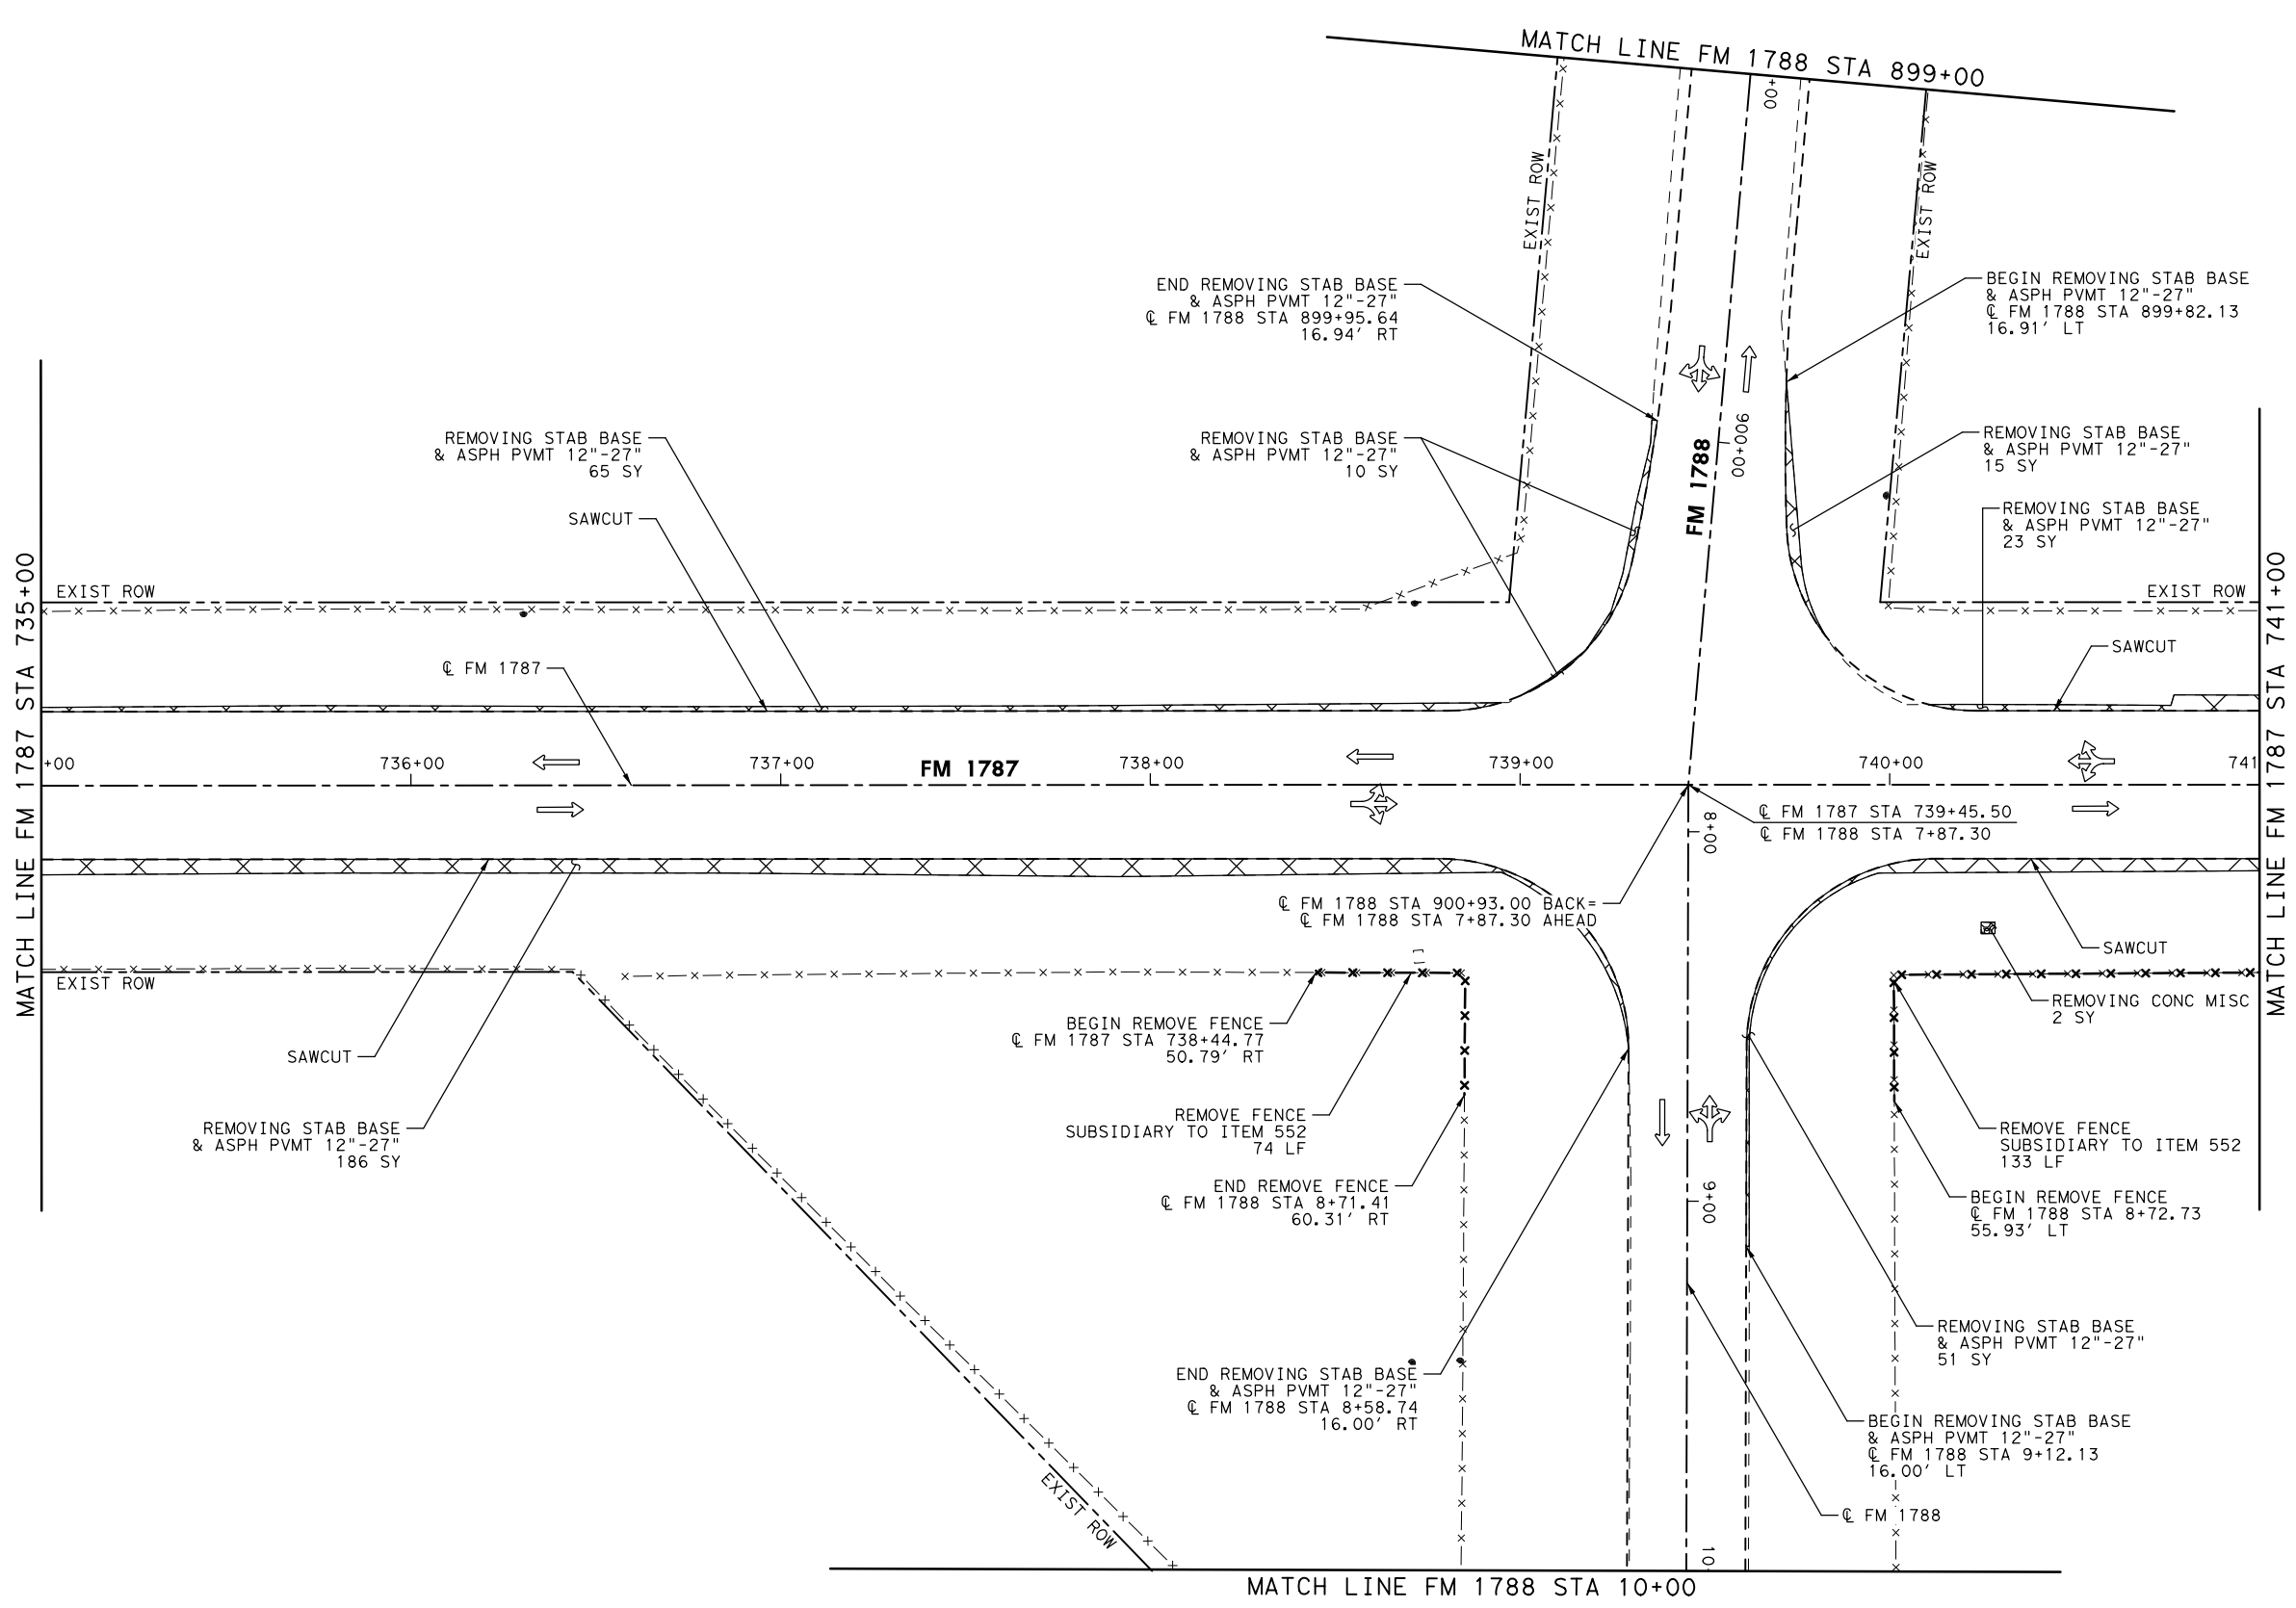 MATCH LINE FM 1788 STA 899+00
+00
EXIST ROW
EXIST ROW
END REMOVING STAB BASE
& ASPH PVMT 12"-27"
℄ FM 1788 STA 899+95.64
16.94' RT
BEGIN REMOVING STAB BASE
& ASPH PVMT 12"-27"
℄ FM 1788 STA 899+82.13
16.91' LT
REMOVING STAB BASE
& ASPH PVMT 12"-27"
65 SY
SAWCUT
REMOVING STAB BASE
& ASPH PVMT 12"-27"
10 SY
FM 1788
900+00
REMOVING STAB BASE
& ASPH PVMT 12"-27"
15 SY
REMOVING STAB BASE
& ASPH PVMT 12"-27"
23 SY
MATCH LINE FM 1787 STA 735+00
EXIST ROW
EXIST ROW
MATCH LINE FM 1787 STA 741+00
℄ FM 1787
SAWCUT
+00
736+00
737+00
FM 1787
738+00
739+00
740+00
741
℄ FM 1787 STA 739+45.50
℄ FM 1788 STA 7+87.30
8+00
℄ FM 1788 STA 900+93.00 BACK=
℄ FM 1788 STA 7+87.30 AHEAD
SAWCUT
EXIST ROW
REMOVING CONC MISC
2 SY
BEGIN REMOVE FENCE
℄ FM 1787 STA 738+44.77
50.79' RT
SAWCUT
REMOVE FENCE
SUBSIDIARY TO ITEM 552
74 LF
REMOVING STAB BASE
& ASPH PVMT 12"-27"
186 SY
REMOVE FENCE
SUBSIDIARY TO ITEM 552
133 LF
END REMOVE FENCE
℄ FM 1788 STA 8+71.41
60.31' RT
9+00
BEGIN REMOVE FENCE
℄ FM 1788 STA 8+72.73
55.93' LT
REMOVING STAB BASE
& ASPH PVMT 12"-27"
51 SY
END REMOVING STAB BASE
& ASPH PVMT 12"-27"
℄ FM 1788 STA 8+58.74
16.00' RT
BEGIN REMOVING STAB BASE
& ASPH PVMT 12"-27"
℄ FM 1788 STA 9+12.13
16.00' LT
EXIST ROW
℄ FM 1788
10
MATCH LINE FM 1788 STA 10+00